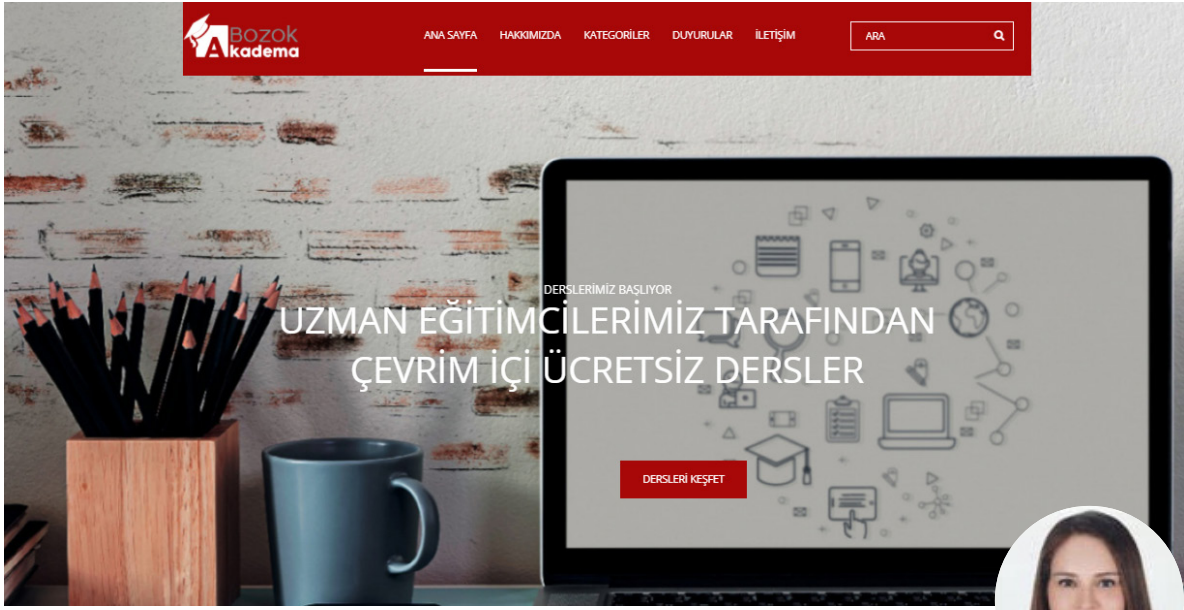 Bozok
Akadema
ANA SAYFA
HAKKIMIZDA
KATEGORİLER
DUYURULAR
İLETİŞİM
ARA
DERSLERİMİZ BAŞLIYOR
UZMAN EĞİTİMCİLERİMİZ TARAFINDAN
ÇEVRİM İÇİ ÜCRETSİZ DERSLER
DERSLERİ KEŞFET